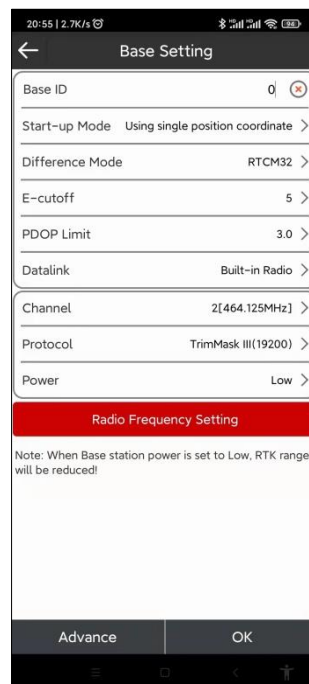 20:55 | 2.7K/s
94
Base Setting
Base ID 0
Start-up Mode Using single position coordinate
Difference Mode RTCM32
E-cutoff 5
PDOP Limit 3.0
Datalink Built-in Radio
Channel 2[464.125MHz]
Protocol TrimMask III(19200)
Power Low
Radio Frequency Setting
Note: When Base station power is set to Low, RTK range
will be reduced!
Advance OK